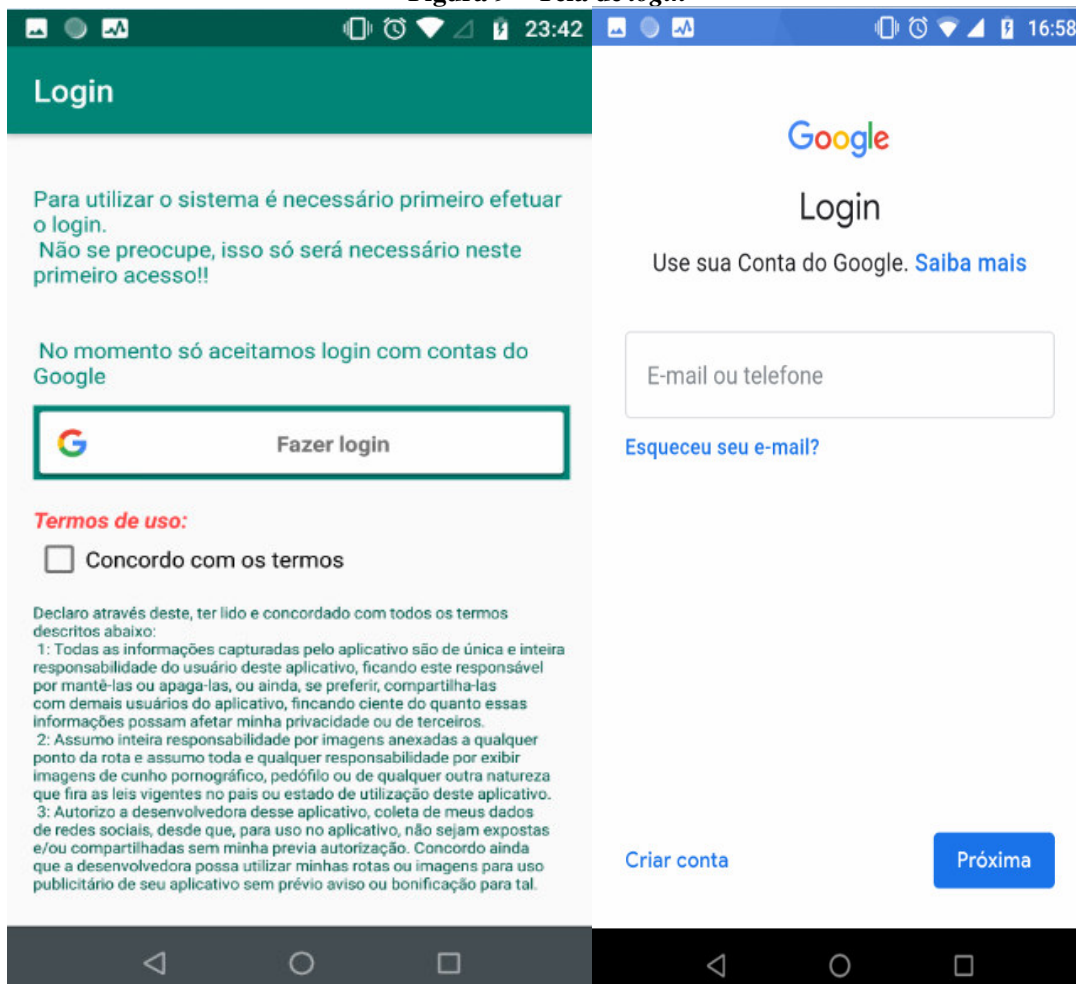 23:42
Login
Para utilizar o sistema é necessário primeiro efetuar
o login.
Não se preocupe, isso só será necessário neste
primeiro acesso!!
No momento só aceitamos login com contas do
Google
Fazer login
Termos de uso:
Concordo com os termos
Declaro através deste, ter lido e concordado com todos os termos
descritos abaixo:
1: Todas as informações capturadas pelo aplicativo são de única e inteira
responsabilidade do usuário deste aplicativo, ficando este responsável
por mantê-las ou apaga-las, ou ainda, se preferir, compartilha-las
com demais usuários do aplicativo, fincando ciente do quanto essas
informações possam afetar minha privacidade ou de terceiros.
2: Assumo inteira responsabilidade por imagens anexadas a qualquer
ponto da rota e assumo toda e qualquer responsabilidade por exibir
imagens de cunho pornográfico, pedófilo ou de qualquer outra natureza
que fira as leis vigentes no pais ou estado de utilização deste aplicativo.
3: Autorizo a desenvolvedora desse aplicativo, coleta de meus dados
de redes sociais, desde que, para uso no aplicativo, não sejam expostas
e/ou compartilhadas sem minha previa autorização. Concordo ainda
que a desenvolvedora possa utilizar minhas rotas ou imagens para uso
publicitário de seu aplicativo sem prévio aviso ou bonificação para tal.
16:58
Google
Login
Use sua Conta do Google. Saiba mais
E-mail ou telefone
Esqueceu seu e-mail?
Criar conta
Próxima